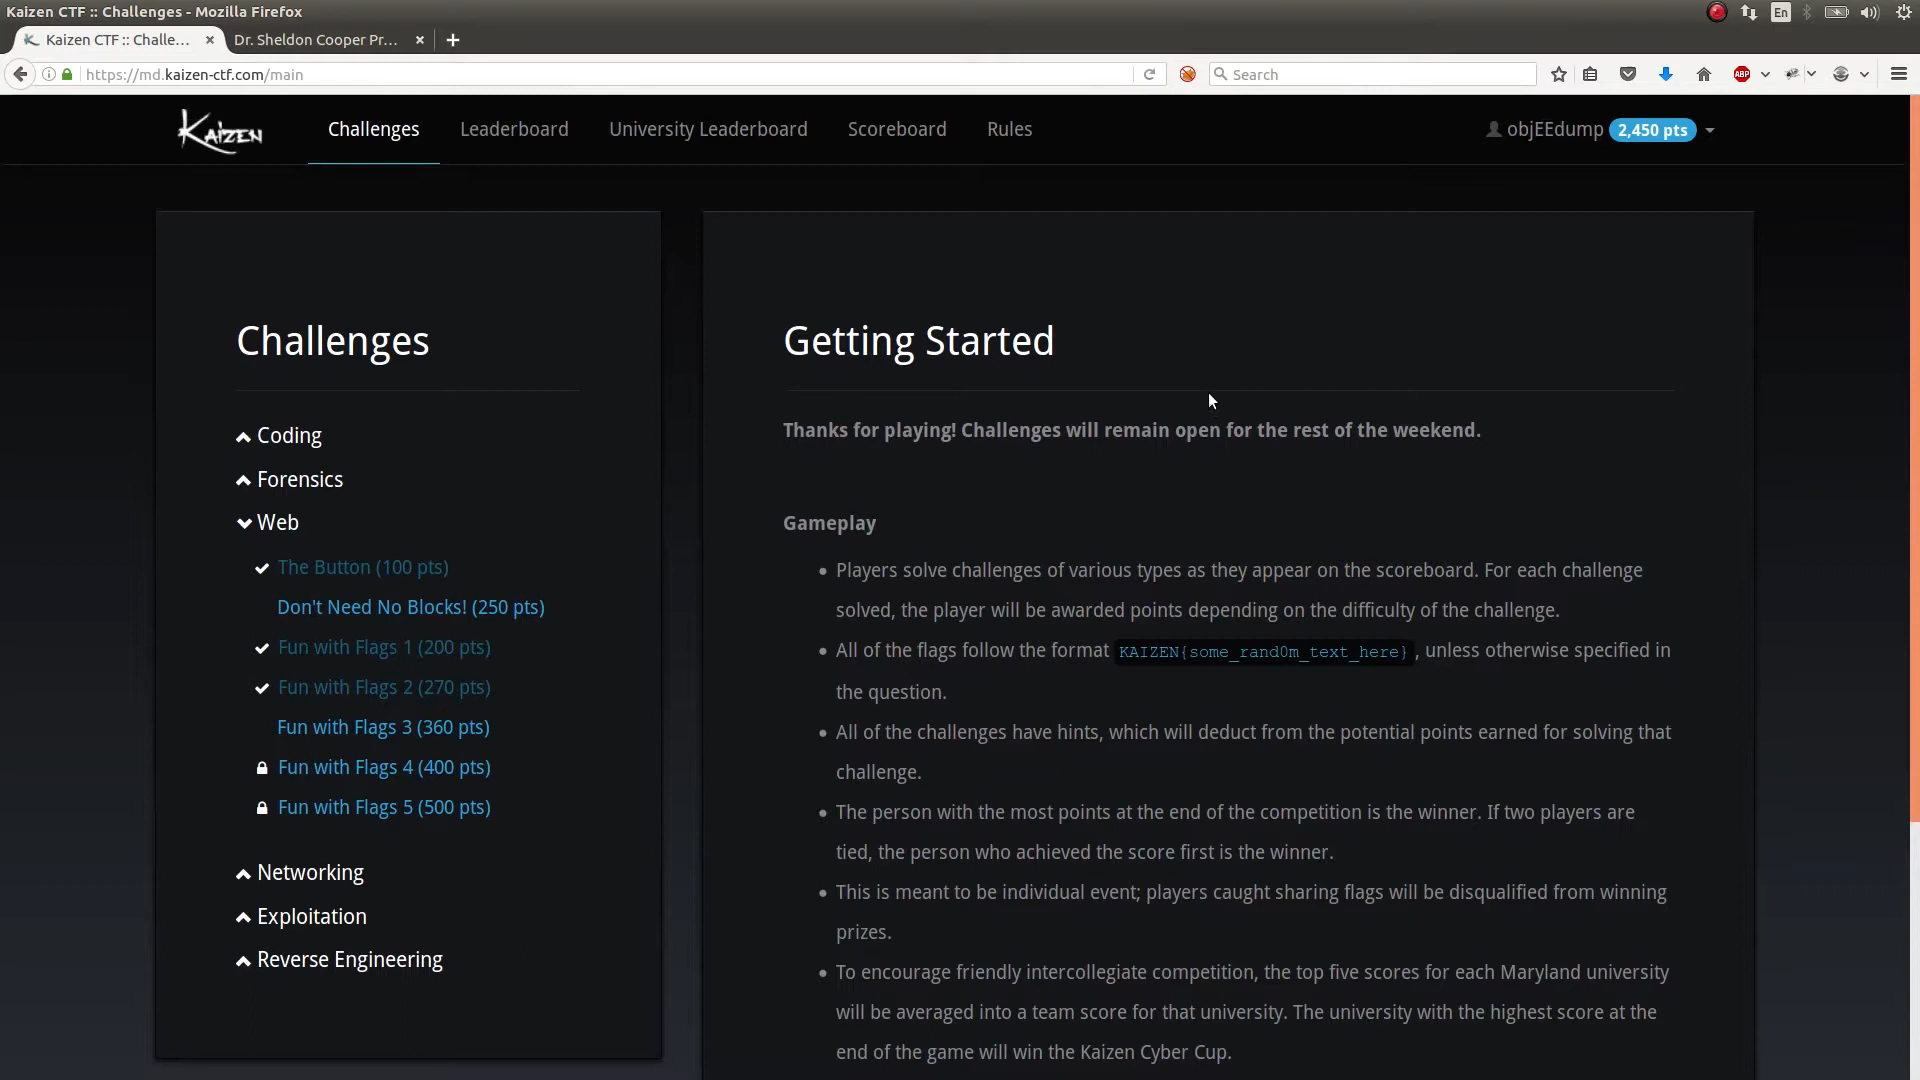 Kaizen CTF :: Challenges - Mozilla Firefox
En
Kaizen CTF :: Challe...
Dr. Sheldon Cooper Pr...
https://md.kaizen-ctf.com/main
Search
ABP
KAIZEN
Challenges
Leaderboard
University Leaderboard
Scoreboard
Rules
objEEdump 2,450 pts
Challenges
Coding
Forensics
Web
The Button (100 pts)
Don't Need No Blocks! (250 pts)
Fun with Flags 1 (200 pts)
Fun with Flags 2 (270 pts)
Fun with Flags 3 (360 pts)
Fun with Flags 4 (400 pts)
Fun with Flags 5 (500 pts)
Networking
Exploitation
Reverse Engineering
Getting Started
Thanks for playing! Challenges will remain open for the rest of the weekend.
Gameplay
Players solve challenges of various types as they appear on the scoreboard. For each challenge
solved, the player will be awarded points depending on the difficulty of the challenge.
All of the flags follow the format KAIZEN{some_rand0m_text_here} , unless otherwise specified in
the question.
All of the challenges have hints, which will deduct from the potential points earned for solving that
challenge.
The person with the most points at the end of the competition is the winner. If two players are
tied, the person who achieved the score first is the winner.
This is meant to be individual event; players caught sharing flags will be disqualified from winning
prizes.
To encourage friendly intercollegiate competition, the top five scores for each Maryland university
will be averaged into a team score for that university. The university with the highest score at the
end of the game will win the Kaizen Cyber Cup.